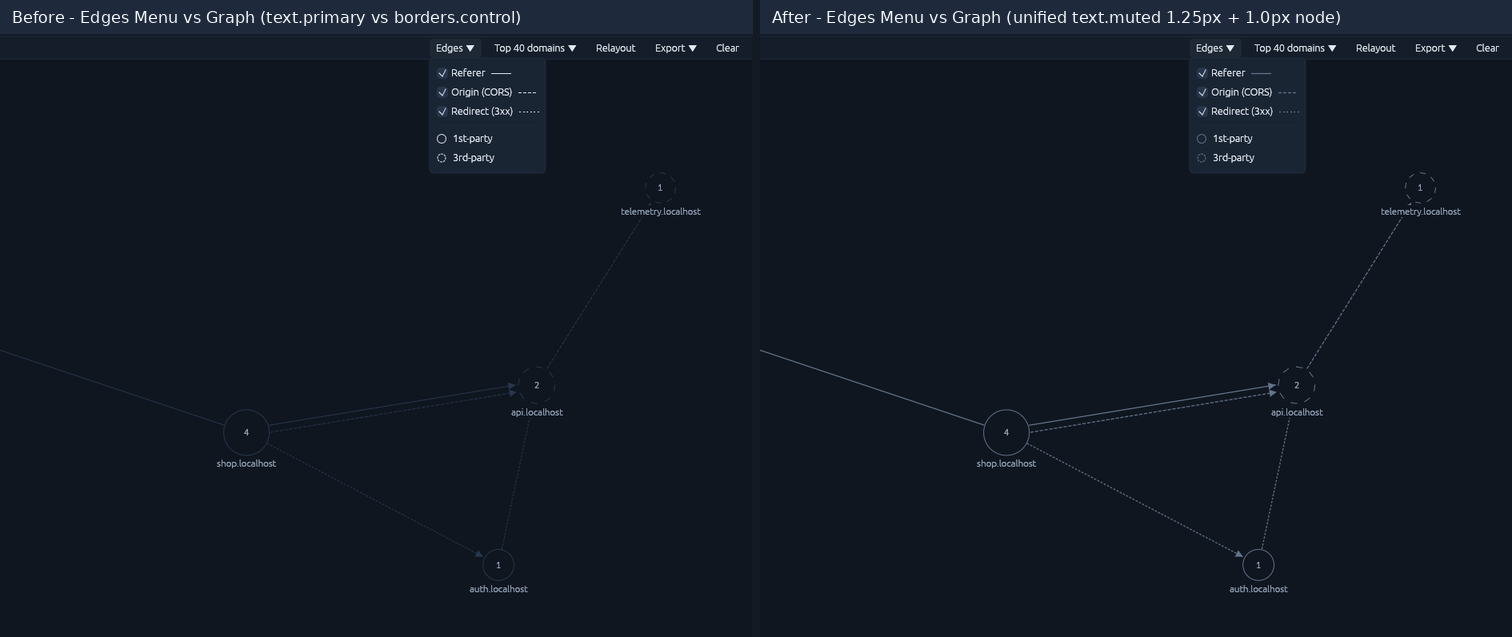 Before - Edges Menu vs Graph (text.primary vs borders.control)
Edges ▼ Top 40 domains ▼ Relayout Export ▼ Clear
Referer
Origin (CORS)
Redirect (3xx)
1st-party
3rd-party
1
telemetry.localhost
2
api.localhost
4
shop.localhost
1
auth.localhost
After - Edges Menu vs Graph (unified text.muted 1.25px + 1.0px node)
Edges ▼ Top 40 domains ▼ Relayout Export ▼ Clear
Referer
Origin (CORS)
Redirect (3xx)
1st-party
3rd-party
1
telemetry.localhost
2
api.localhost
4
shop.localhost
1
auth.localhost